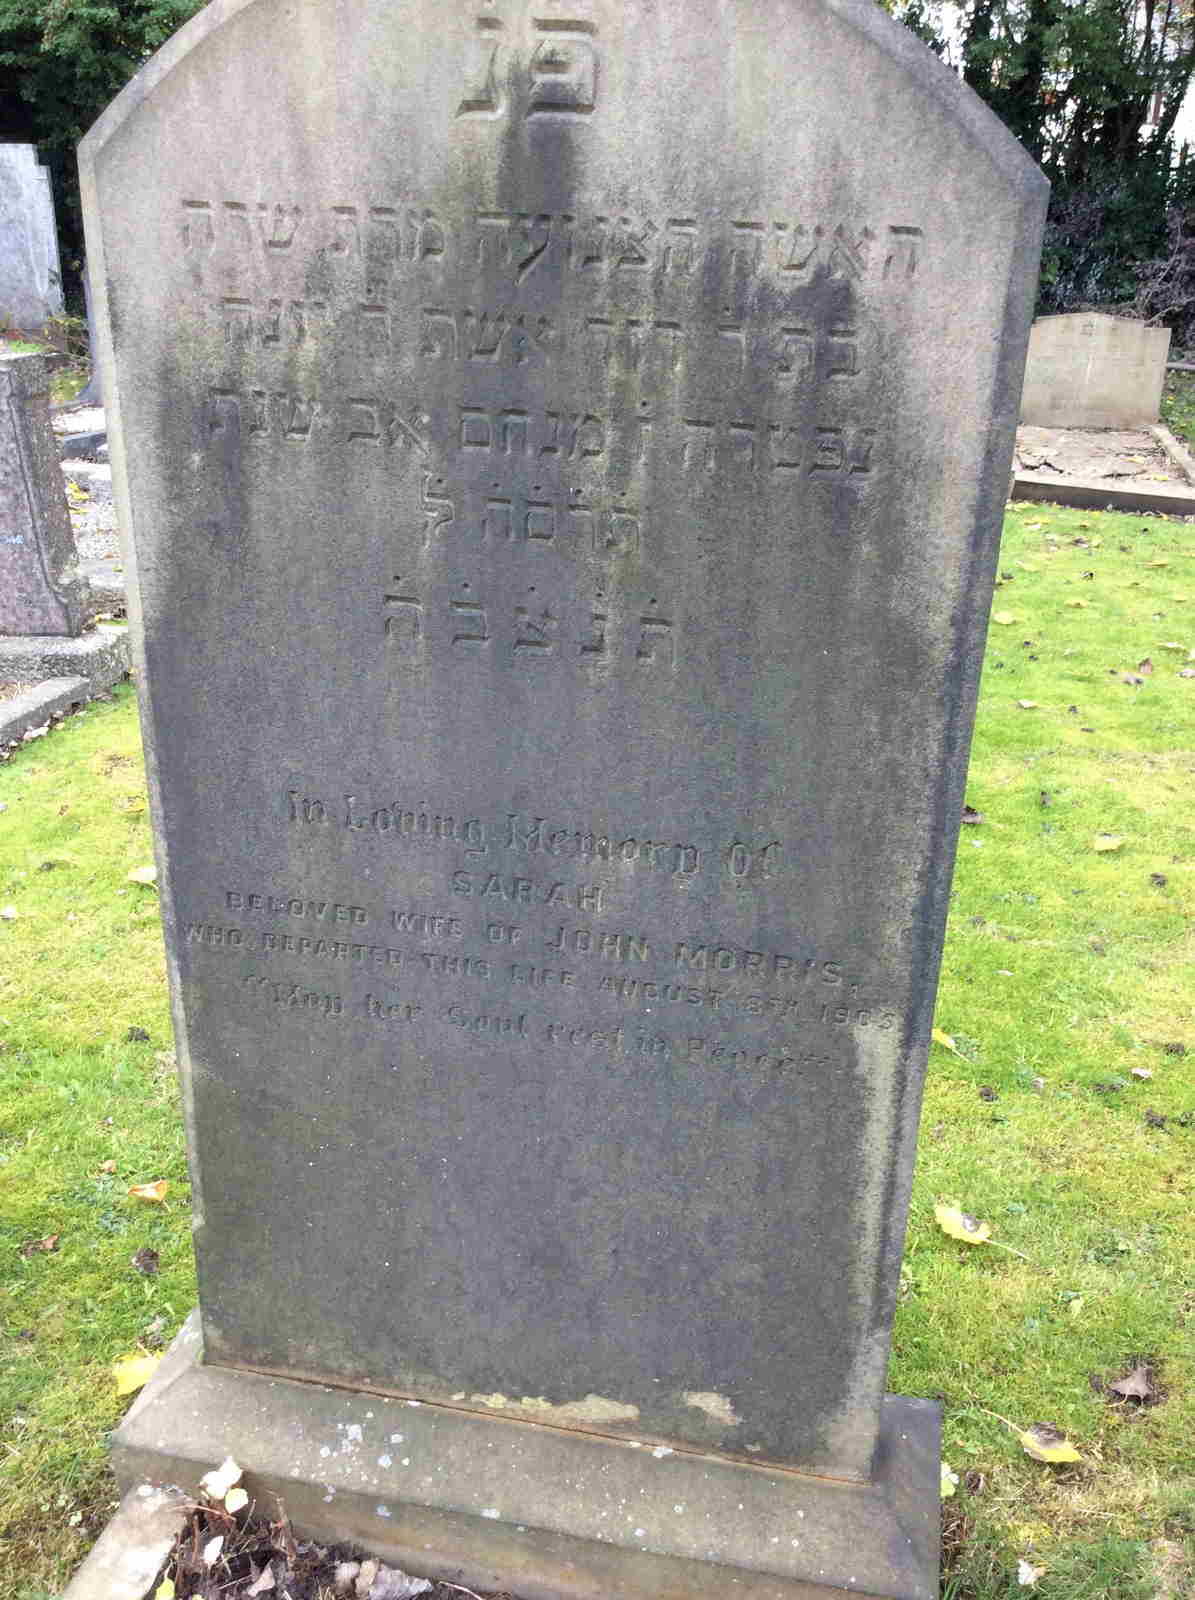 פנ
האשה הצנועה מרת שרה
בת ר׳ דוד אשת ר׳ יונה
נפטרה ז׳ מנחם אב שנת
ת׳ר׳ס׳ה׳ ל׳
ת׳ נ׳ צ׳ ב׳ ה׳
In Loving Memory Of
SARAH
BELOVED WIFE OF JOHN MORRIS,
WHO DEPARTED THIS LIFE AUGUST 8TH 1905
"May her Soul rest in Peace"